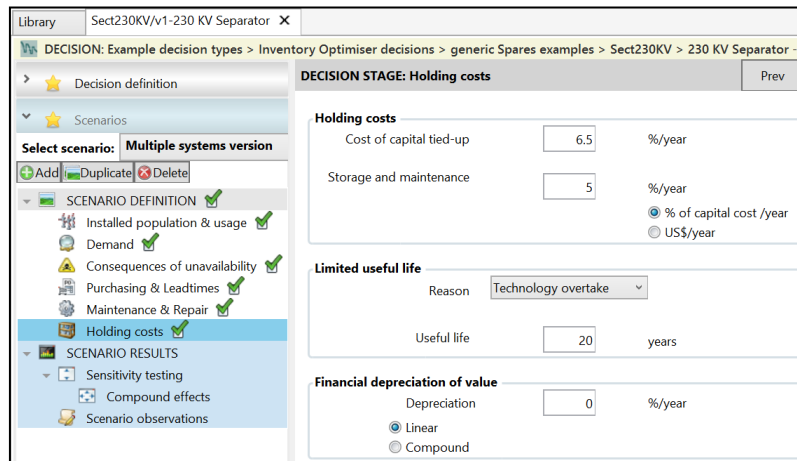 Library
Sect230KV/v1-230 KV Separator X
DECISION: Example decision types > Inventory Optimiser decisions > generic Spares examples > Sect230KV > 230 KV Separator -
Decision definition
Scenarios
Select scenario: Multiple systems version
Add Duplicate Delete
SCENARIO DEFINITION
Installed population & usage
Demand
Consequences of unavailability
Purchasing & Leadtimes
Maintenance & Repair
Holding costs
SCENARIO RESULTS
Sensitivity testing
Compound effects
Scenario observations
DECISION STAGE: Holding costs
Prev
Holding costs
Cost of capital tied-up 6.5 %/year
Storage and maintenance 5 %/year
% of capital cost /year
US$/year
Limited useful life
Reason Technology overtake
Useful life 20 years
Financial depreciation of value
Depreciation 0 %/year
Linear
Compound